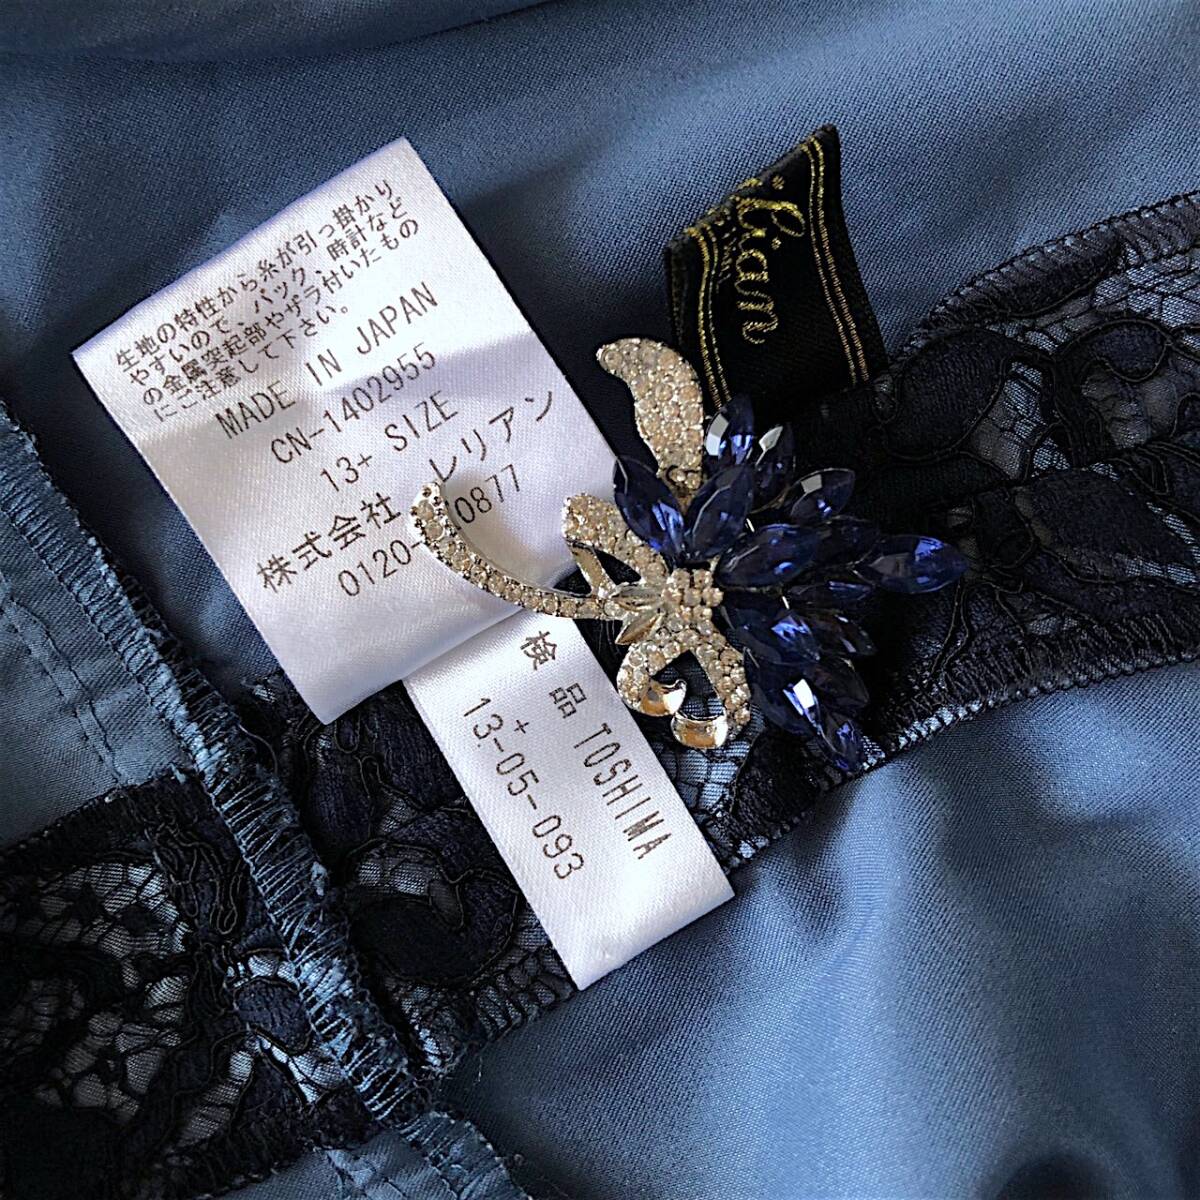 生地の特性から糸が引っ掛かり
やすいので、バック、時計など
の金属突起部やザラ付いたもの
にご注意して下さい。
MADE IN JAPAN
CN-1402955
13+ SIZE
株式会社 レリアン
0120- 0877
検品 TOSHIMA
13+-05-093